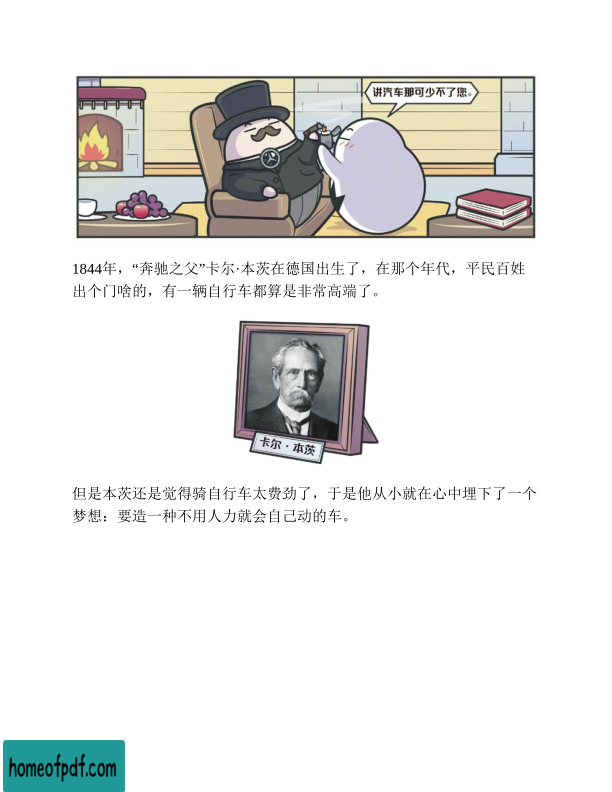 讲汽车那可少不了您。
1844年，“奔驰之父”卡尔·本茨在德国出生了，在那个年代，平民百姓
出个门啥的，有一辆自行车都算是非常高端了。
卡尔·本茨
但是本茨还是觉得骑自行车太费劲了，于是他从小就在心中埋下了一个
梦想：要造一种不用人力就会自己动的车。
homeofpdf.com